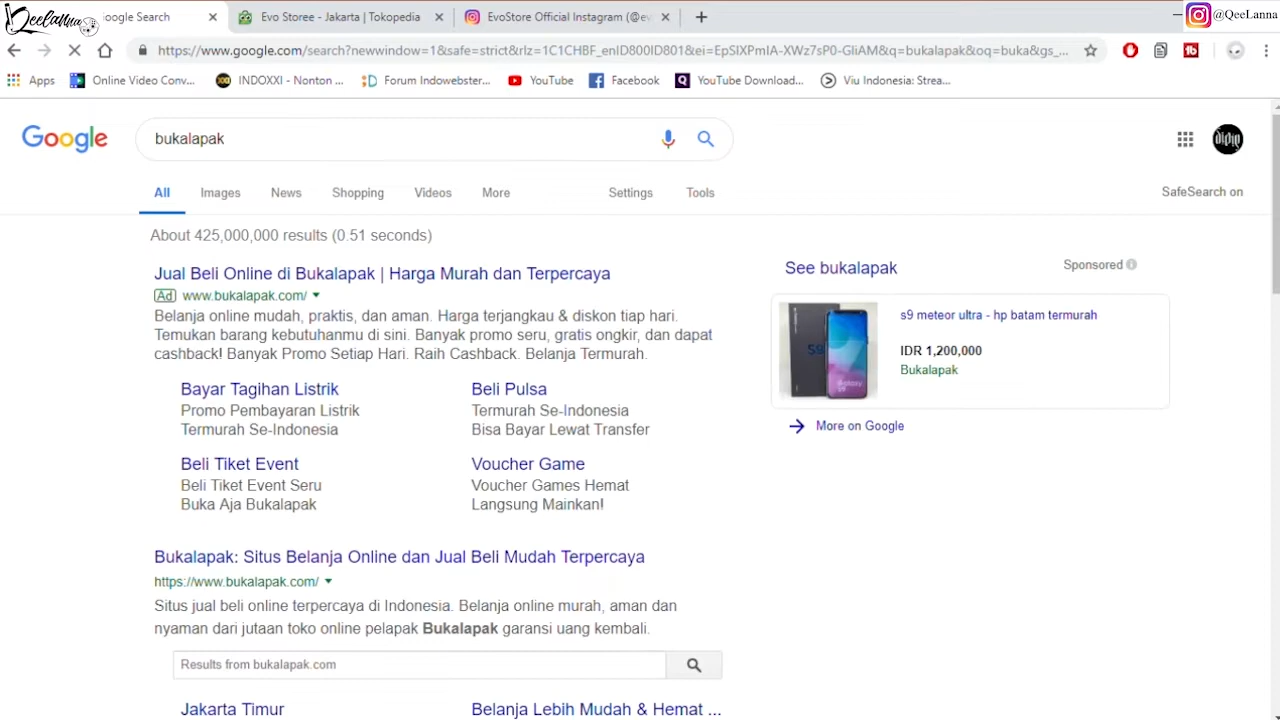 QeeLanna
oogle Search
Evo Storee - Jakarta | Tokopedia
EvoStore Official Instagram (@ev
@QeeLanna
https://www.google.com/search?newwindow=1&safe=strict&rlz=1C1CHBF_enID800ID801&ei=EpSIXPmIA-XWz7sP0-GIiAM&q=bukalapak&oq=buka&gs_...
Apps
Online Video Conv...
INDOXXI - Nonton ...
Forum Indowebster...
YouTube
Facebook
YouTube Download...
Viu Indonesia: Strea...
Google
bukalapak
All
Images
News
Shopping
Videos
More
Settings
Tools
SafeSearch on
About 425,000,000 results (0.51 seconds)
Jual Beli Online di Bukalapak | Harga Murah dan Terpercaya
Ad www.bukalapak.com/
Belanja online mudah, praktis, dan aman. Harga terjangkau & diskon tiap hari.
Temukan barang kebutuhanmu di sini. Banyak promo seru, gratis ongkir, dan dapat
cashback! Banyak Promo Setiap Hari. Raih Cashback. Belanja Termurah.
Bayar Tagihan Listrik
Promo Pembayaran Listrik
Termurah Se-Indonesia
Beli Pulsa
Termurah Se-Indonesia
Bisa Bayar Lewat Transfer
Beli Tiket Event
Beli Tiket Event Seru
Buka Aja Bukalapak
Voucher Game
Voucher Games Hemat
Langsung Mainkan!
Bukalapak: Situs Belanja Online dan Jual Beli Mudah Terpercaya
https://www.bukalapak.com/
Situs jual beli online terpercaya di Indonesia. Belanja online murah, aman dan
nyaman dari jutaan toko online pelapak Bukalapak garansi uang kembali.
Results from bukalapak.com
Jakarta Timur
Belanja Lebih Mudah & Hemat ...
See bukalapak
Sponsored
S9
s9 meteor ultra - hp batam termurah
IDR 1,200,000
Bukalapak
More on Google